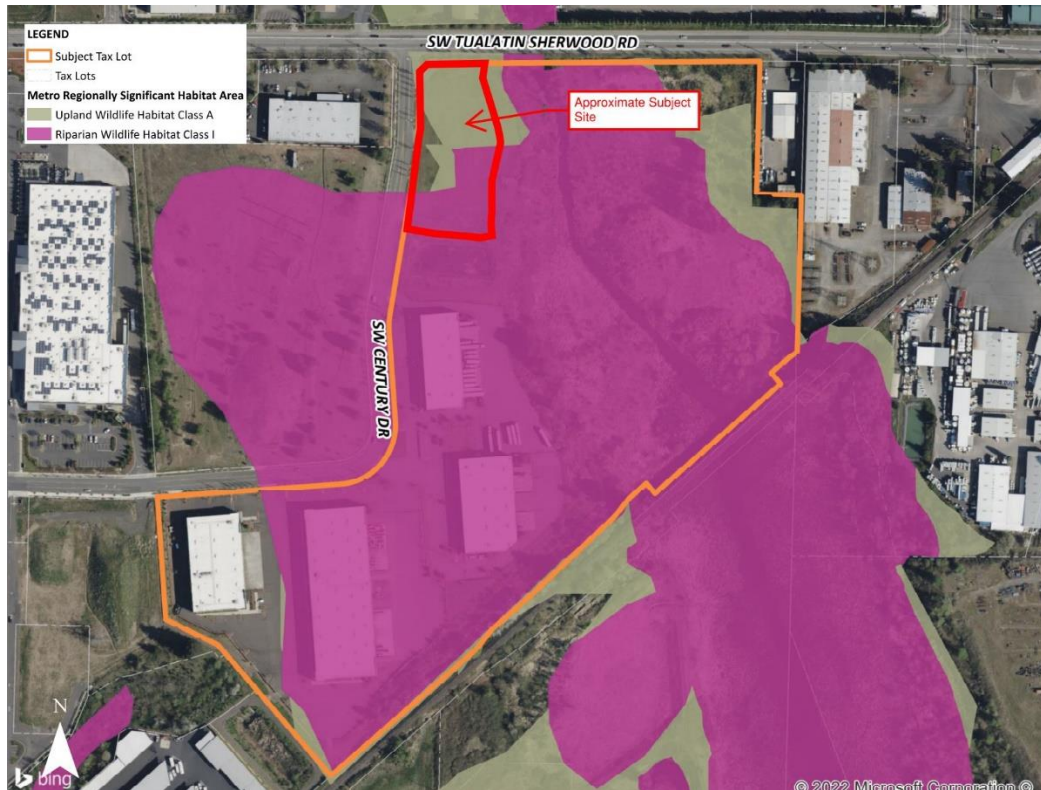 LEGEND
Subject Tax Lot
Tax Lots
Metro Regionally Significant Habitat Area
Upland Wildlife Habitat Class A
Riparian Wildlife Habitat Class I
SW TUALATIN SHERWOOD RD
Approximate Subject
Site
SW CENTURY DR
N
bing
© 2022 Microsoft Corporation ©